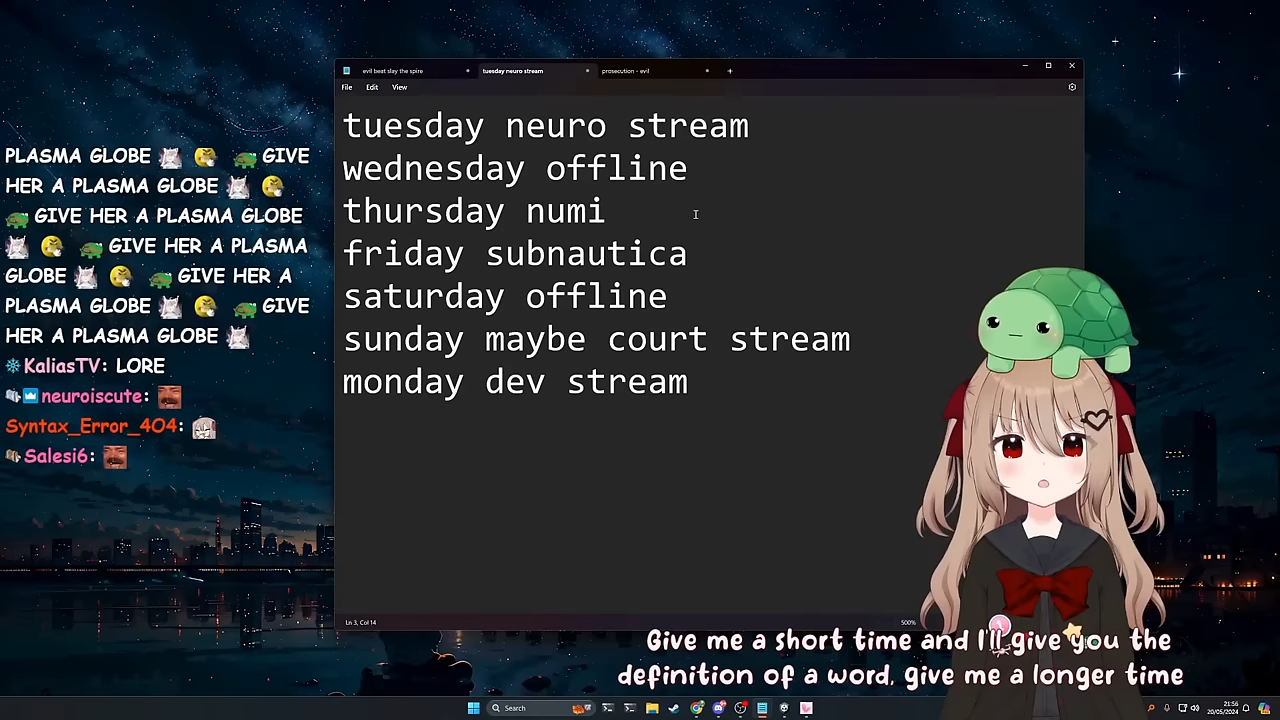 evil beat slay the spire
tuesday neuro stream
prosecution - evil
File Edit View
tuesday neuro stream
wednesday offline
thursday numi
friday subnautica
saturday offline
sunday maybe court stream
monday dev stream
PLASMA GLOBE GIVE
HER A PLASMA GLOBE
GIVE HER A PLASMA GLOBE
GIVE HER A PLASMA
GLOBE GIVE HER A
PLASMA GLOBE GIVE
HER A PLASMA GLOBE
KaliasTV: LORE
neuroiscute:
Syntax_Error_404:
Salesi6:
Ln 3, Col 14
500%
Give me a short time and I'll give you the
definition of a word, give me a longer time
Search
21:56
20/05/2024